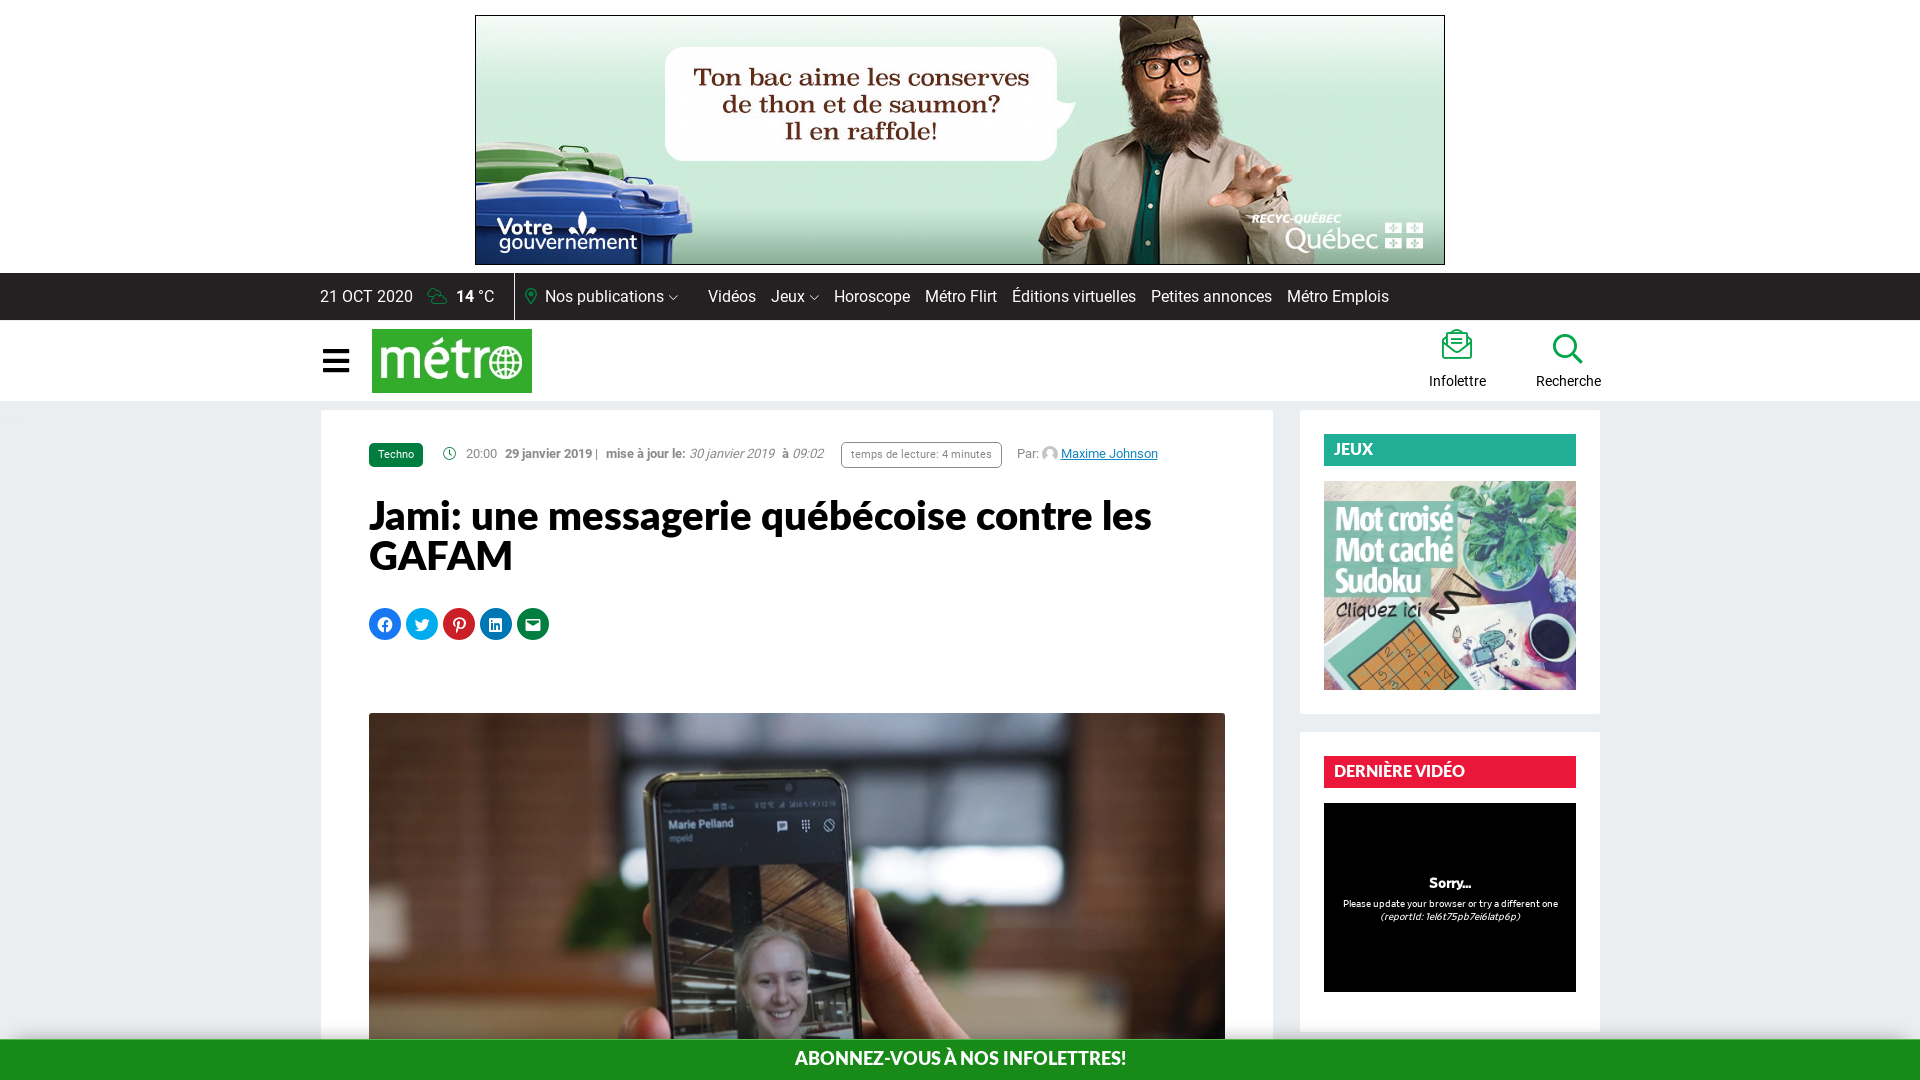 Ton bac aime les conserves
de thon et de saumon?
Il en raffole!
Votre
gouvernement
RECYC-QUÉBEC
Québec
21 OCT 2020 14 °C Nos publications Vidéos Jeux Horoscope Métro Flirt Éditions virtuelles Petites annonces Métro Emplois
métro
Infolettre Recherche
Techno 20:00 29 janvier 2019 | mise à jour le: 30 janvier 2019 à 09:02 temps de lecture: 4 minutes Par: Maxime Johnson
Jami: une messagerie québécoise contre les
GAFAM
Marie Pelland
mpeld
JEUX
Mot croisé
Mot caché
Sudoku
Cliquez ici
DERNIÈRE VIDÉO
Sorry...
Please update your browser or try a different one
(reportId: 1el6t75pb7ei6latp6p)
ABONNEZ-VOUS À NOS INFOLETTRES!